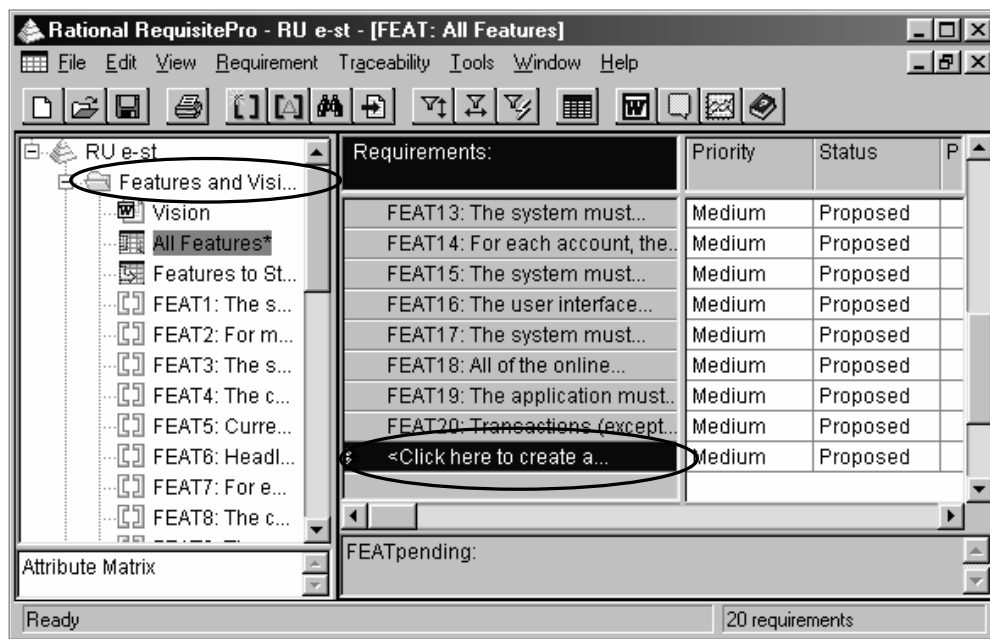 Rational RequisitePro - RU e-st - [FEAT: All Features]
File Edit View Requirement Traceability Tools Window Help
RU e-st
Features and Visi...
Vision
All Features*
Features to St...
FEAT1: The s...
FEAT2: For m...
FEAT3: The s...
FEAT4: The c...
FEAT5: Curre...
FEAT6: Headl...
FEAT7: For e...
FEAT8: The c...
Attribute Matrix
Requirements: Priority Status P
FEAT13: The system must... Medium Proposed
FEAT14: For each account, the.. Medium Proposed
FEAT15: The system must... Medium Proposed
FEAT16: The user interface... Medium Proposed
FEAT17: The system must... Medium Proposed
FEAT18: All of the online... Medium Proposed
FEAT19: The application must.. Medium Proposed
FEAT20: Transactions (except.. Medium Proposed
<Click here to create a... Medium Proposed
FEATpending:
Ready 20 requirements